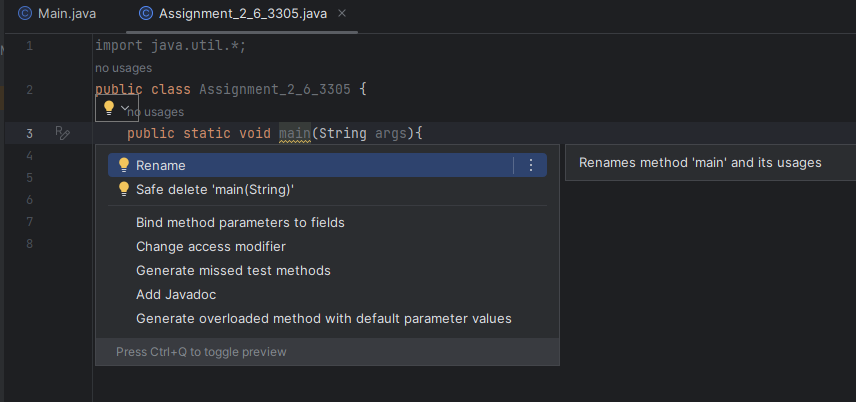 Main.java Assignment_2_6_3305.java
1 import java.util.*;
no usages
2 public class Assignment_2_6_3305 {
no usages
3 public static void main(String args){
4
5
6
7
8
Rename
Renames method 'main' and its usages
Safe delete 'main(String)'
Bind method parameters to fields
Change access modifier
Generate missed test methods
Add Javadoc
Generate overloaded method with default parameter values
Press Ctrl+Q to toggle preview